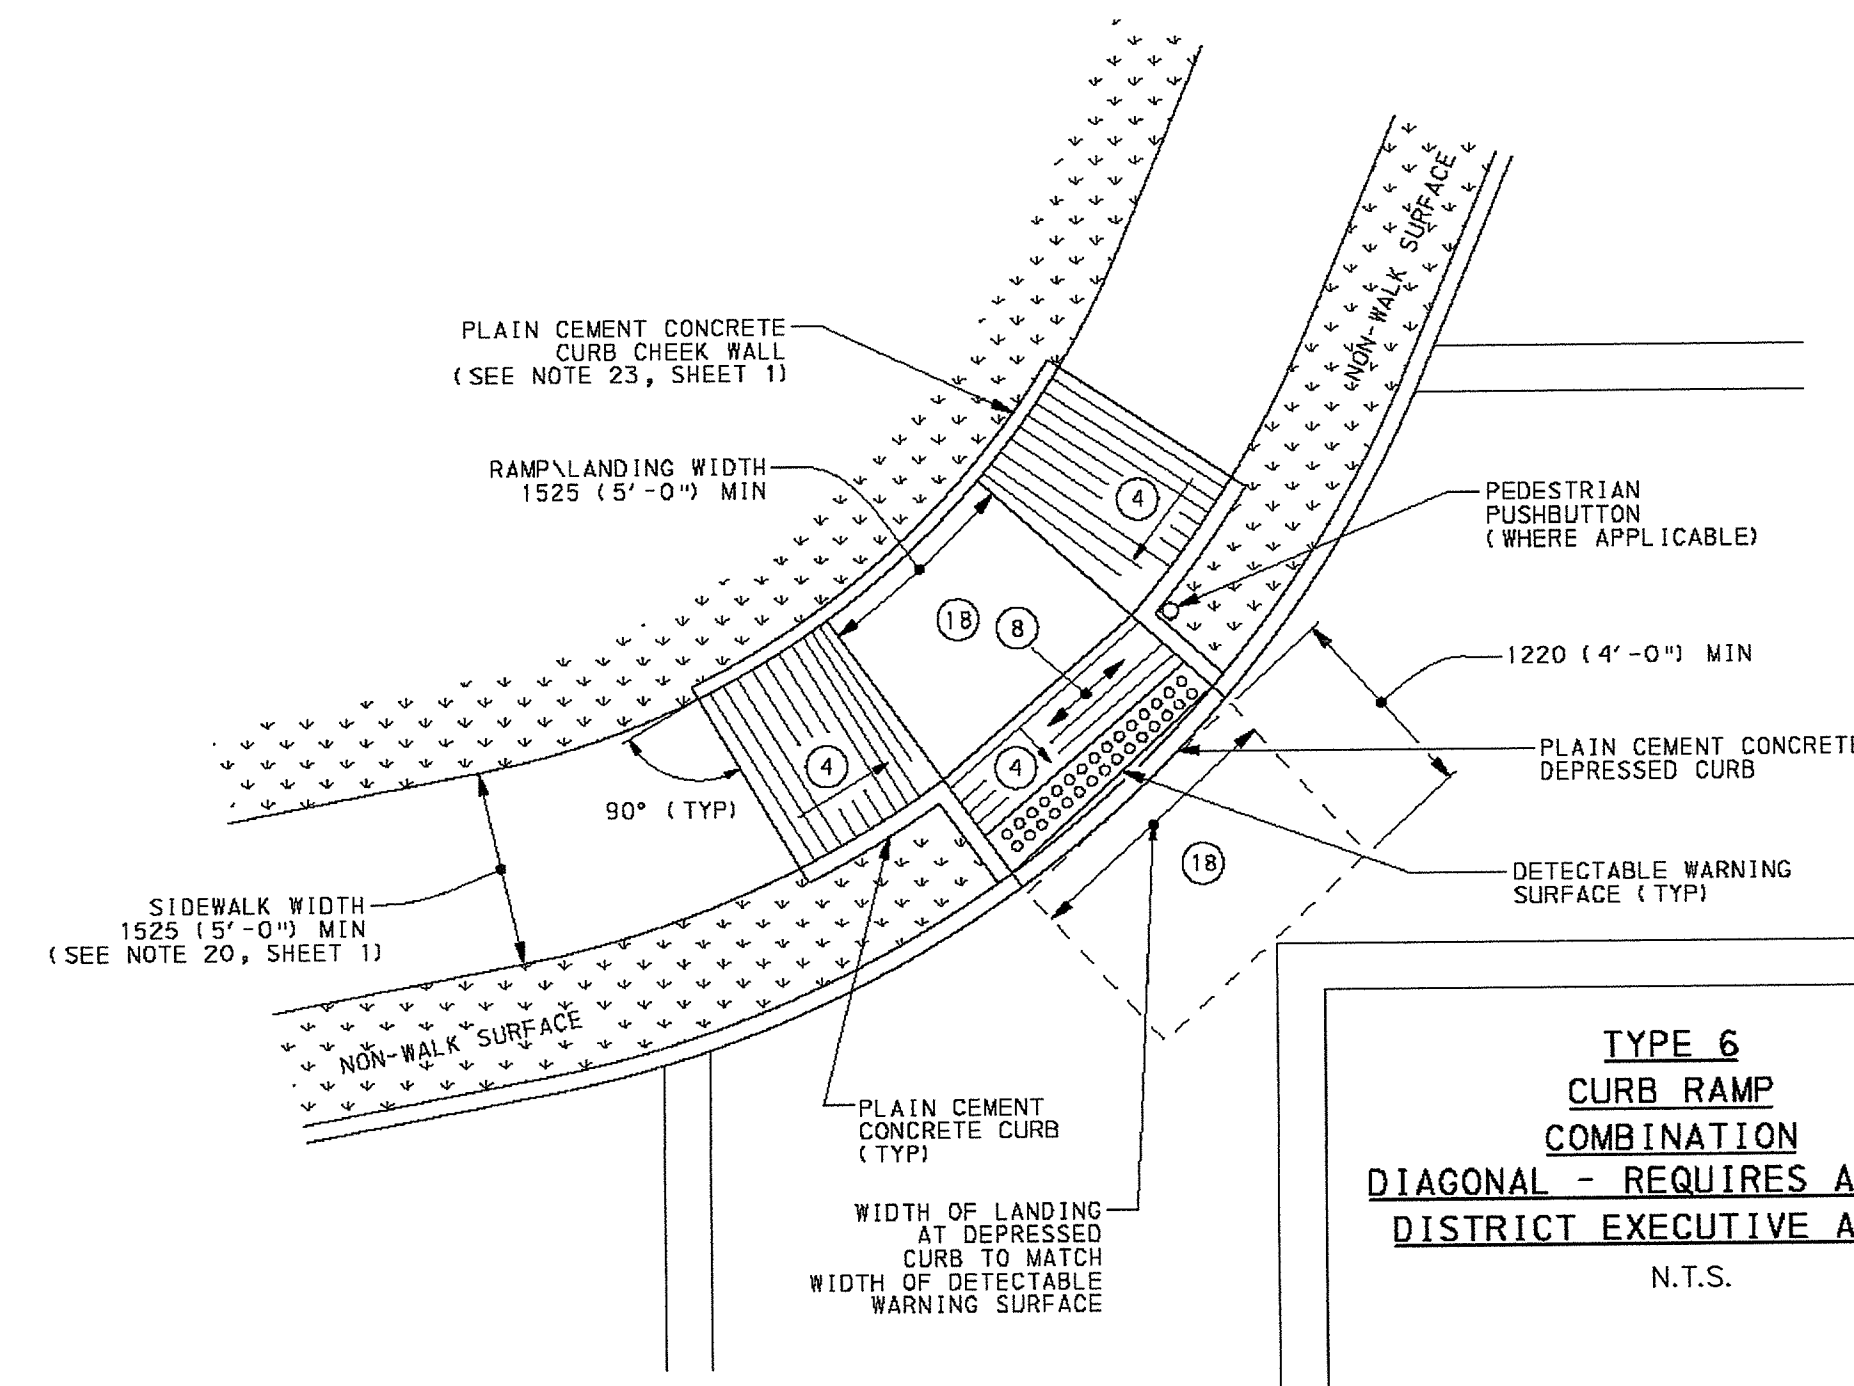 PLAIN CEMENT CONCRETE
CURB CHEEK WALL
(SEE NOTE 23, SHEET 1)
RAMP\LANDING WIDTH
1525 (5'-0") MIN
NON-WALK SURFACE
4
PEDESTRIAN
PUSHBUTTON
(WHERE APPLICABLE)
18
8
1220 (4'-0") MIN
4
4
90° (TYP)
PLAIN CEMENT CONCRETE
DEPRESSED CURB
18
DETECTABLE WARNING
SURFACE (TYP)
SIDEWALK WIDTH
1525 (5'-0") MIN
(SEE NOTE 20, SHEET 1)
NON-WALK SURFACE
PLAIN CEMENT
CONCRETE CURB
(TYP)
WIDTH OF LANDING
AT DEPRESSED
CURB TO MATCH
WIDTH OF DETECTABLE
WARNING SURFACE
TYPE 6
CURB RAMP
COMBINATION
DIAGONAL - REQUIRES A
DISTRICT EXECUTIVE A
N.T.S.